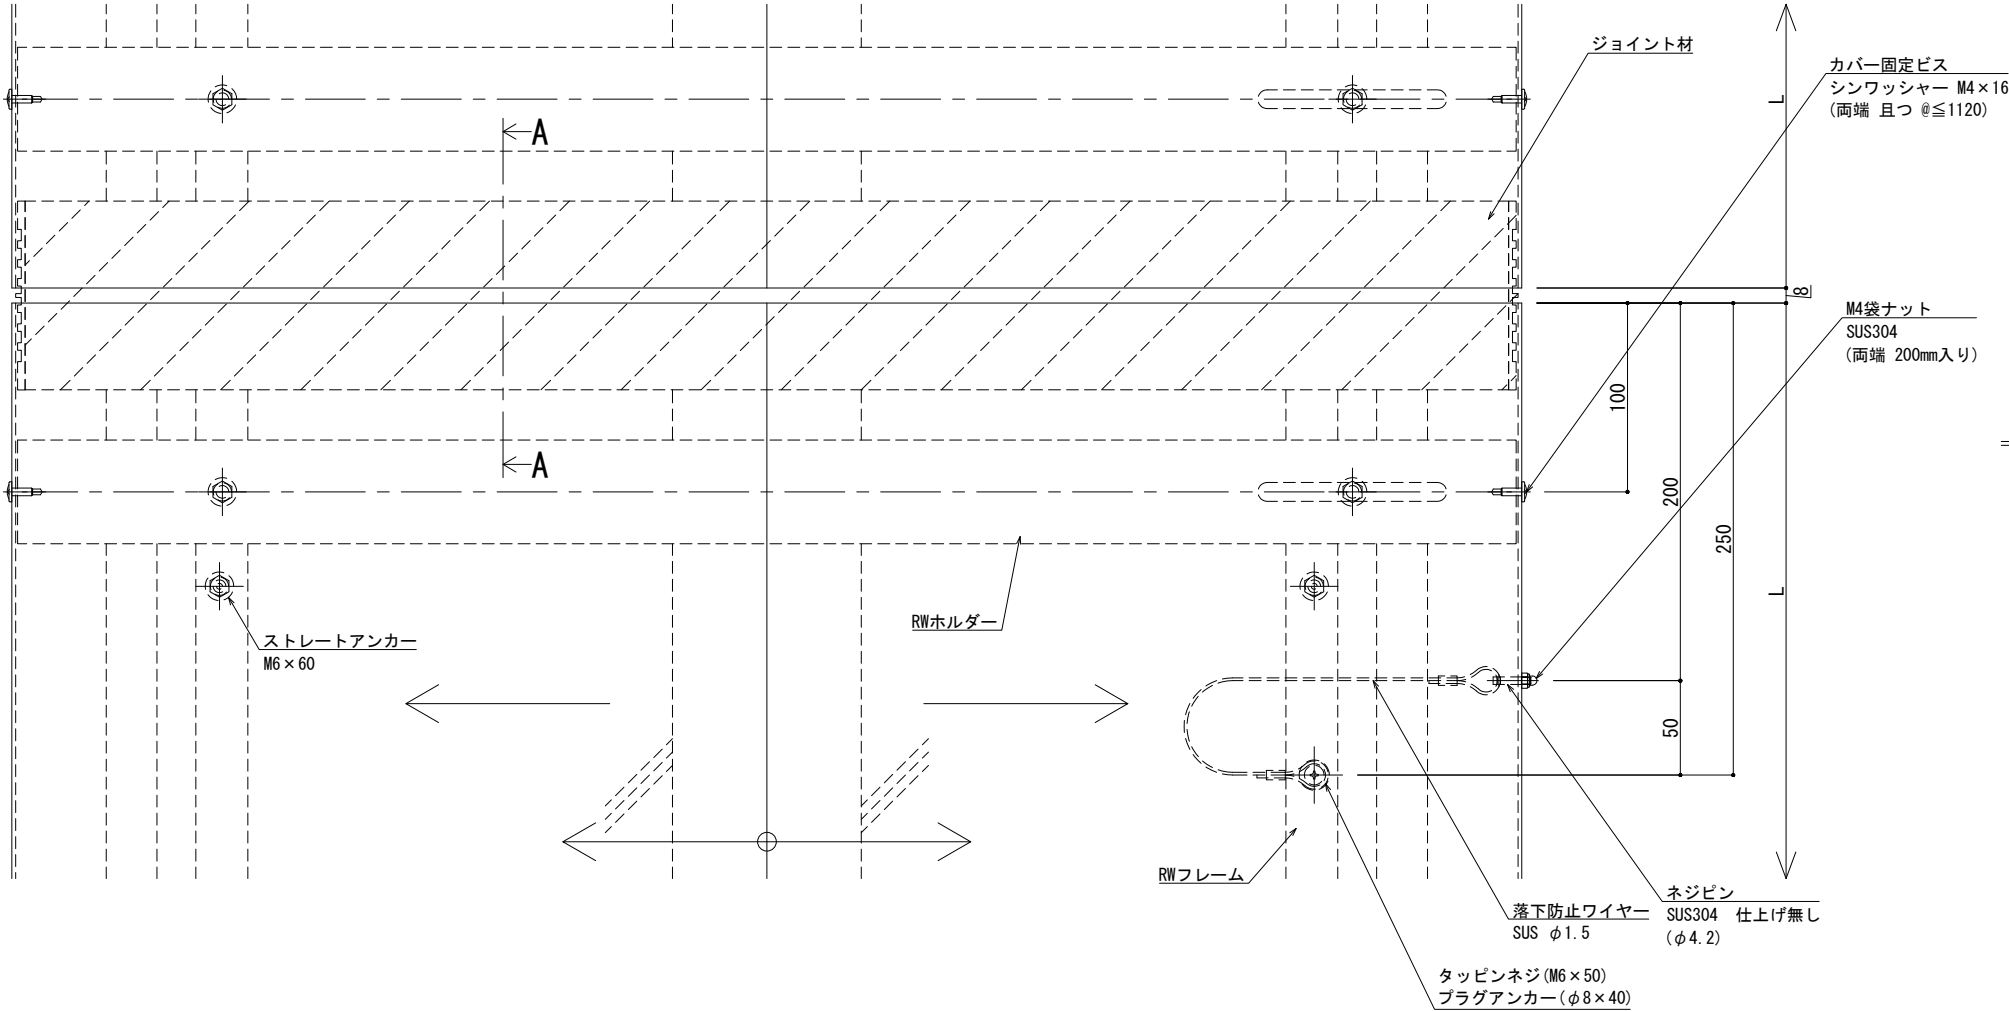 ジョイント材
カバー固定ビス
シンワッシャー M4×16
(両端 且つ @≦1120)
L
A
8
M4袋ナット
SUS304
(両端 200mm入り)
100
A
200
250
L
RWホルダー
ストレートアンカー
M6×60
50
RWフレーム
ネジピン
SUS304 仕上げ無し
(φ4.2)
落下防止ワイヤー
SUS φ1.5
タッピンネジ(M6×50)
プラグアンカー(φ8×40)